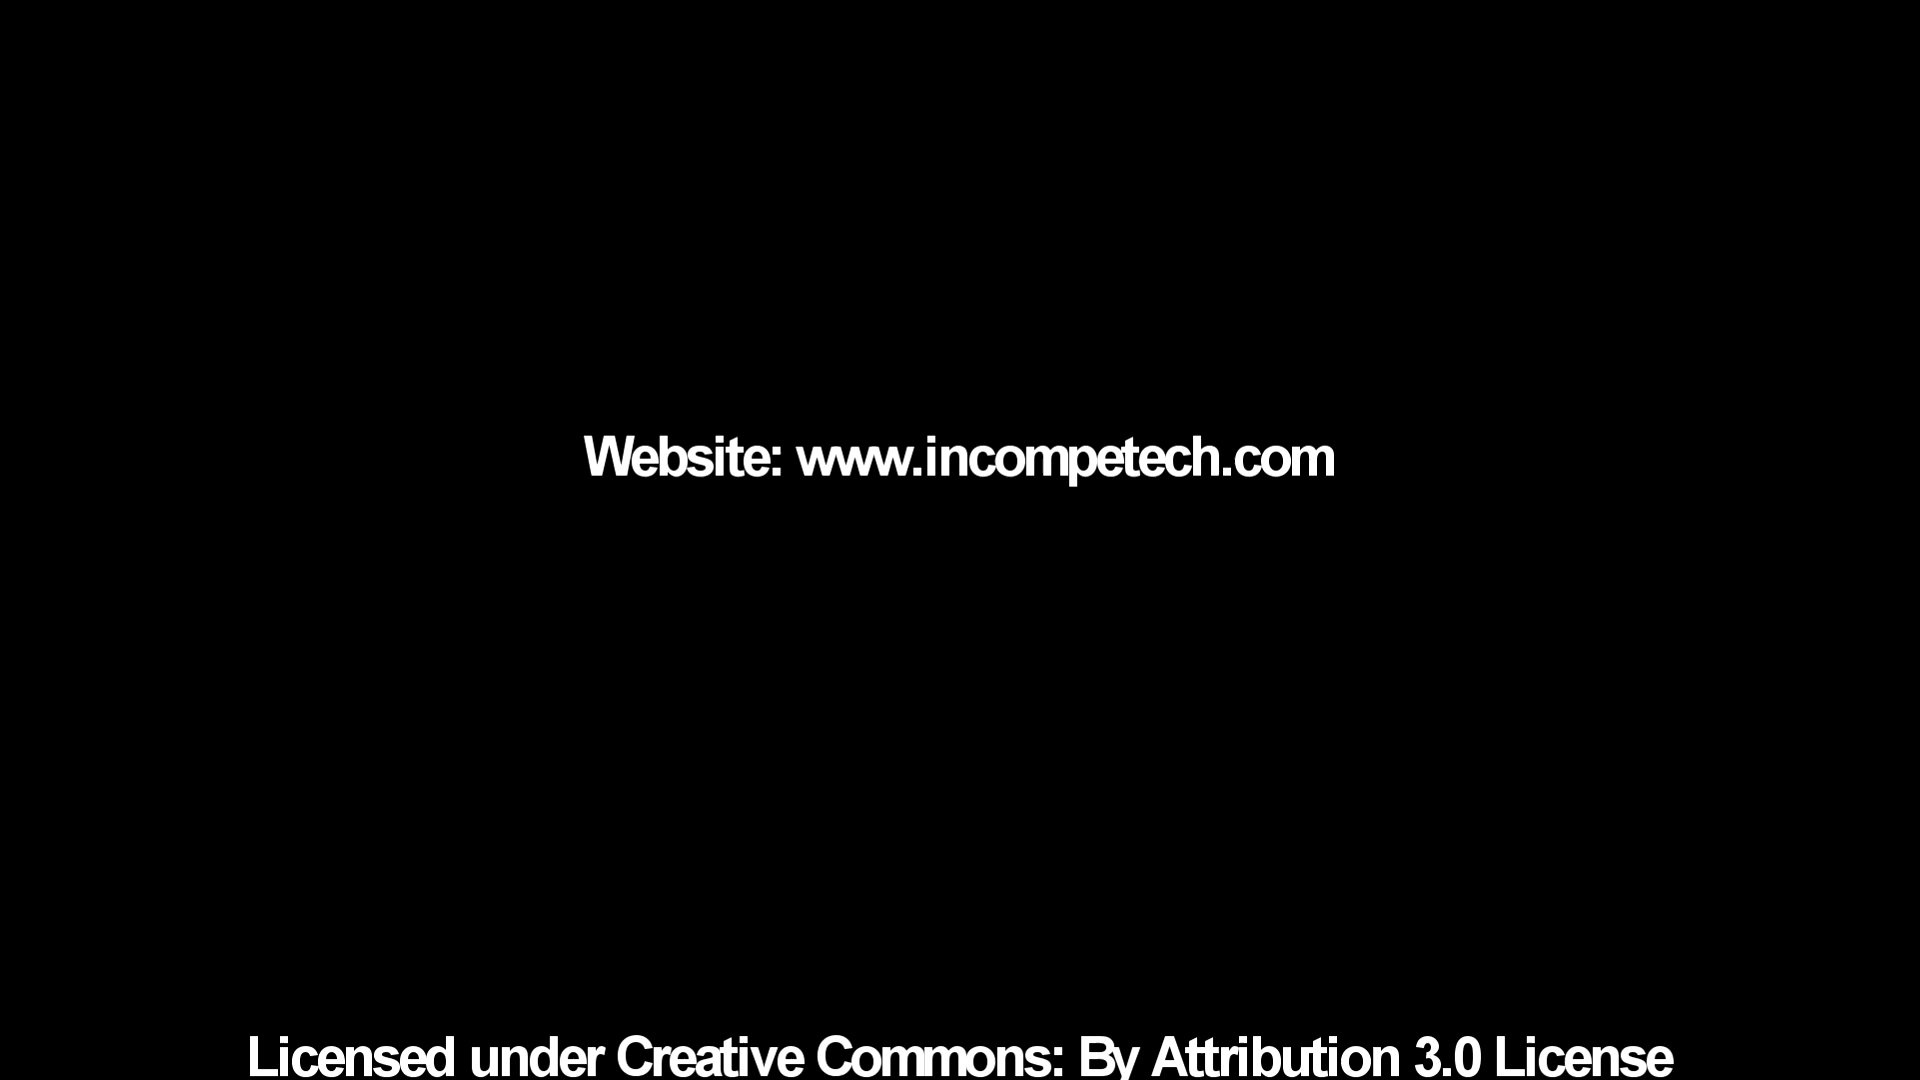 Website: www.incompetech.com
Licensed under Creative Commons: By Attribution 3.0 License